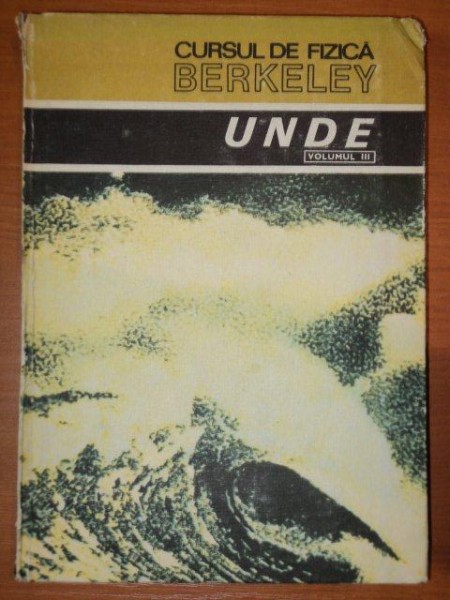 CURSUL DE FIZICĂ
BERKELEY
UNDE
VOLUMUL III